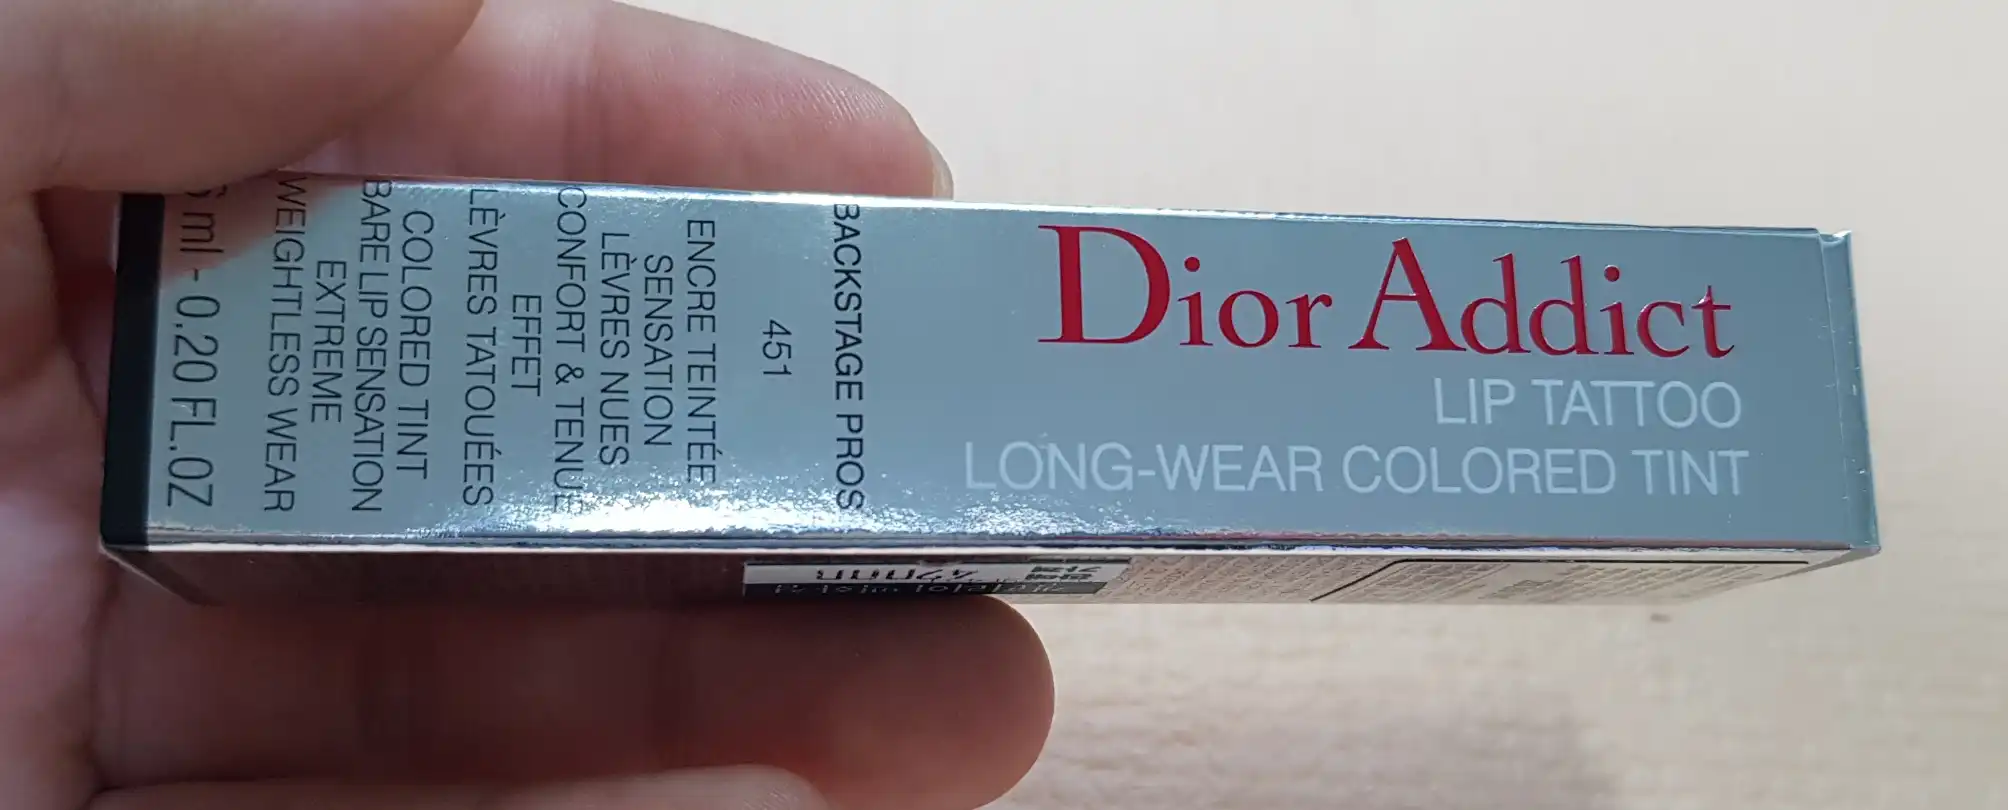 Dior Addict
LIP TATTOO
LONG-WEAR COLORED TINT
BACKSTAGE PROS
451
ENCRE TEINTÉE
SENSATION
LÈVRES NUES
CONFORT & TENUE
EFFET
LÈVRES TATOUÉES
COLORED TINT
BARE LIP SENSATION
EXTREME
WEIGHTLESS WEAR
ml - 0.20 FL.OZ